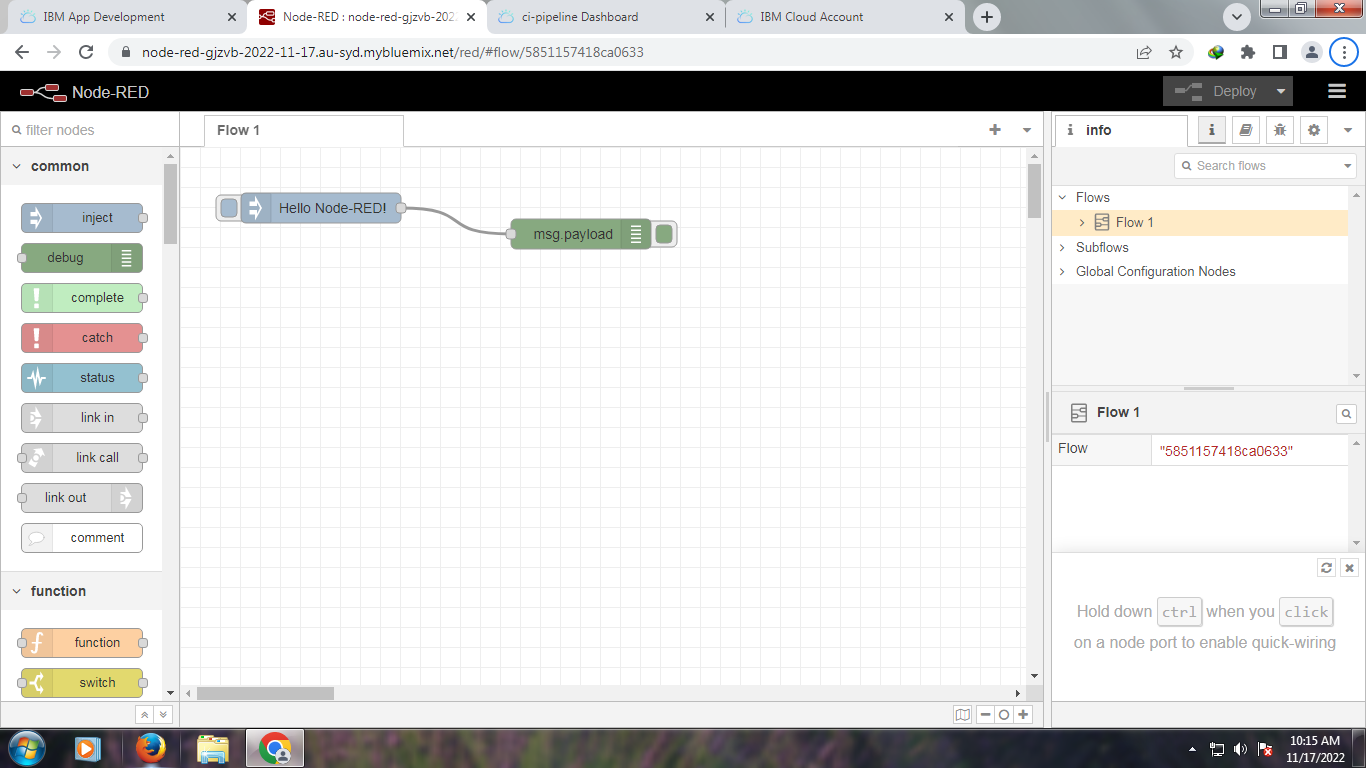 IBM App Development
Node-RED : node-red-gjzvb-202
ci-pipeline Dashboard
IBM Cloud Account
node-red-gjzvb-2022-11-17.au-syd.mybluemix.net/red/#flow/5851157418ca0633
Node-RED
Deploy
filter nodes
Flow 1
info
common
Search flows
inject
Hello Node-RED!
Flows
Flow 1
debug
msg.payload
Subflows
complete
Global Configuration Nodes
catch
status
link in
Flow 1
link call
Flow
"5851157418ca0633"
link out
comment
function
Hold down ctrl when you click
on a node port to enable quick-wiring
function
switch
10:15 AM
11/17/2022